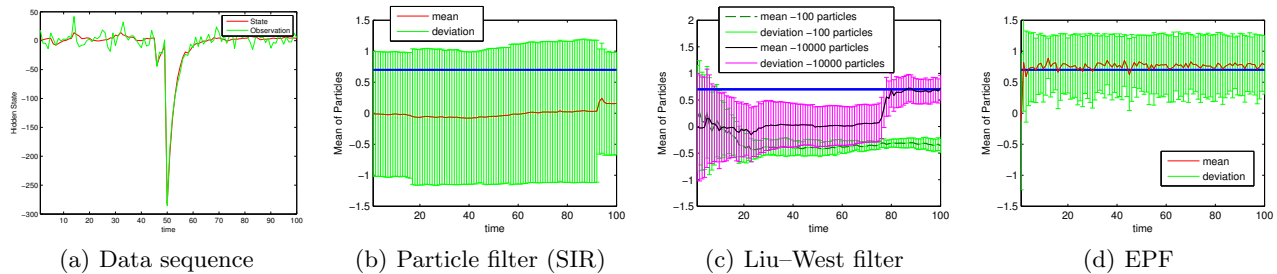 State
Observation
50
0
−50
−100
−150
−200
−250
−300
10 20 30 40 50 60 70 80 90 100
time
Hidden State
(a) Data sequence
mean
deviation
1.5
1
0.5
0
−0.5
−1
−1.5
20 40 60 80 100
time
Mean of Particles
(b) Particle filter (SIR)
- mean −100 particles
deviation −100 particles
mean −10000 particles
deviation −10000 particles
2
1.5
1
0.5
0
−0.5
−1
−1.5
20 40 60 80 100
time
Mean of Particles
(c) Liu–West filter
mean
deviation
2
1.5
1
0.5
0
−0.5
−1
−1.5
20 40 60 80 100
time
Mean of Particles
(d) EPF